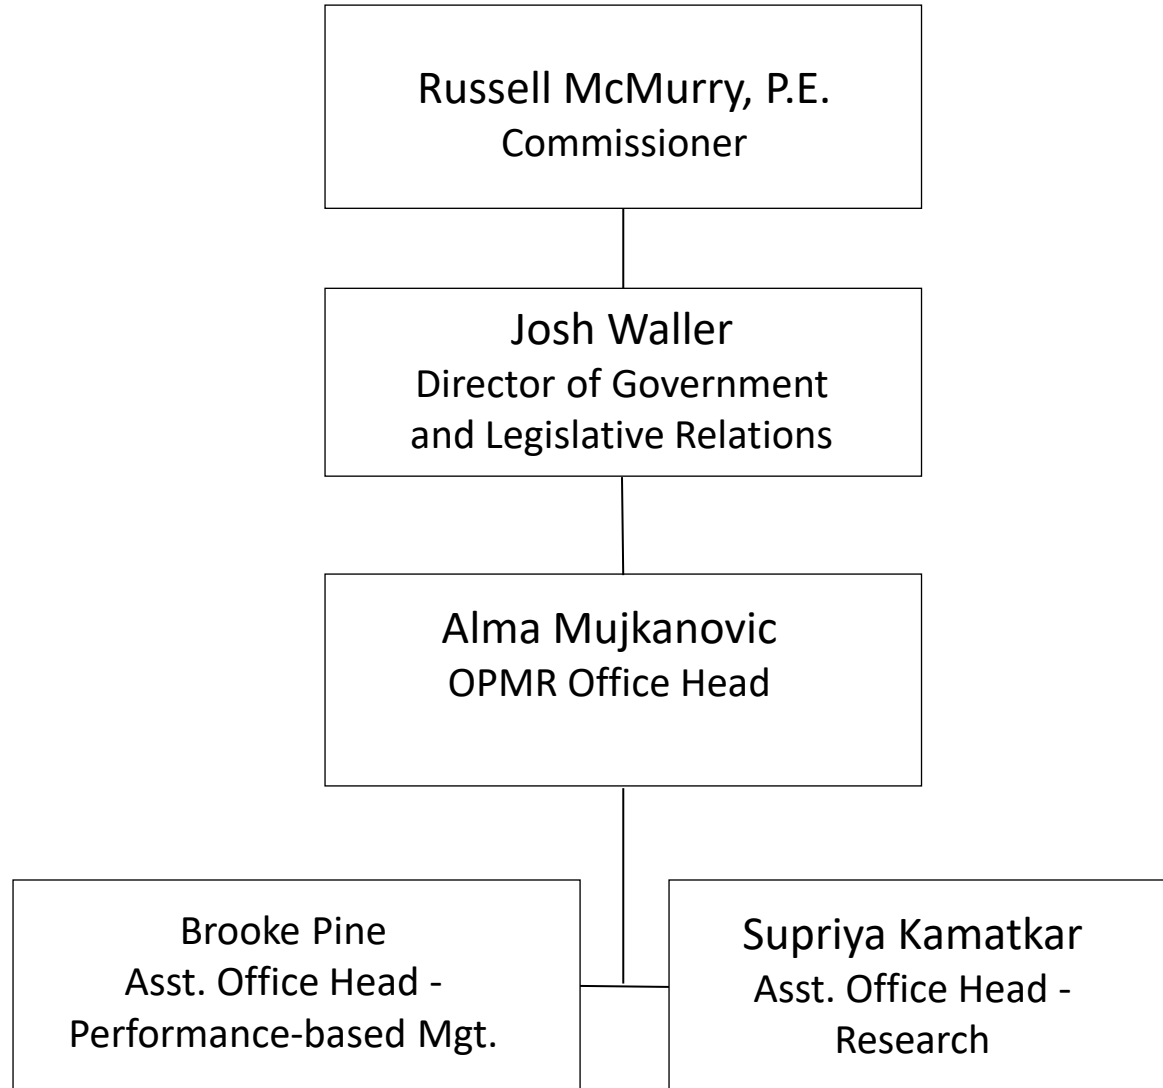 Russell McMurry, P.E.
Commissioner
Josh Waller
Director of Government
and Legislative Relations
Alma Mujkanovic
OPMR Office Head
Brooke Pine
Asst. Office Head -
Performance-based Mgt.
Supriya Kamatkar
Asst. Office Head -
Research